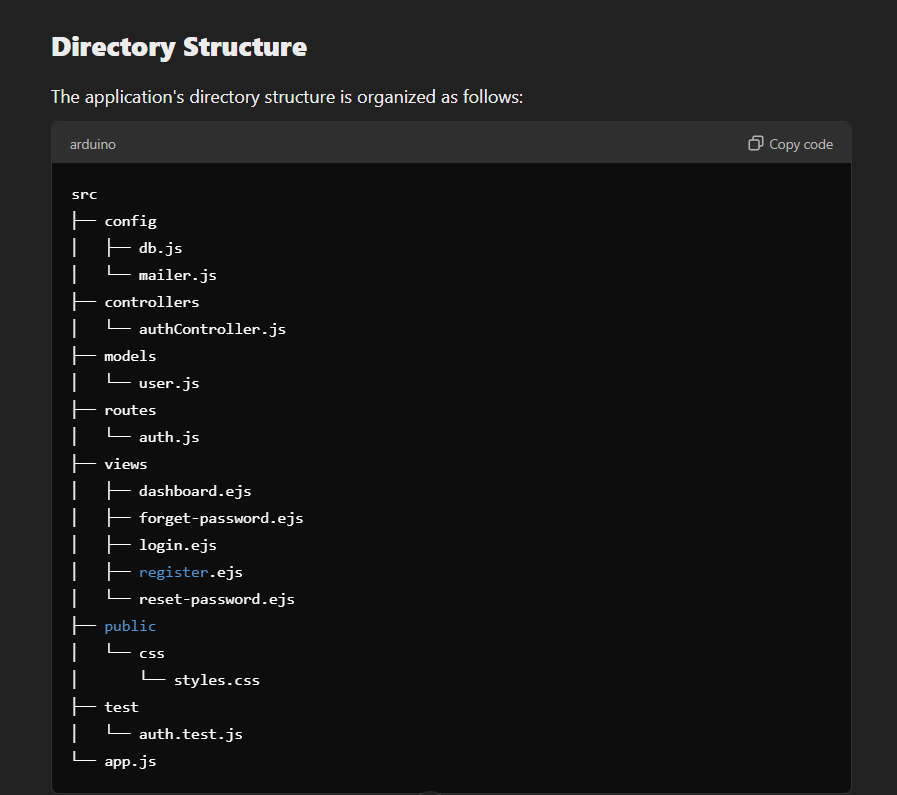 Directory Structure
The application's directory structure is organized as follows:
arduino Copy code
src
├── config
│   ├── db.js
│   └── mailer.js
├── controllers
│   └── authController.js
├── models
│   └── user.js
├── routes
│   └── auth.js
├── views
│   ├── dashboard.ejs
│   ├── forget-password.ejs
│   ├── login.ejs
│   ├── register.ejs
│   └── reset-password.ejs
├── public
│   └── css
│       └── styles.css
├── test
│   └── auth.test.js
└── app.js